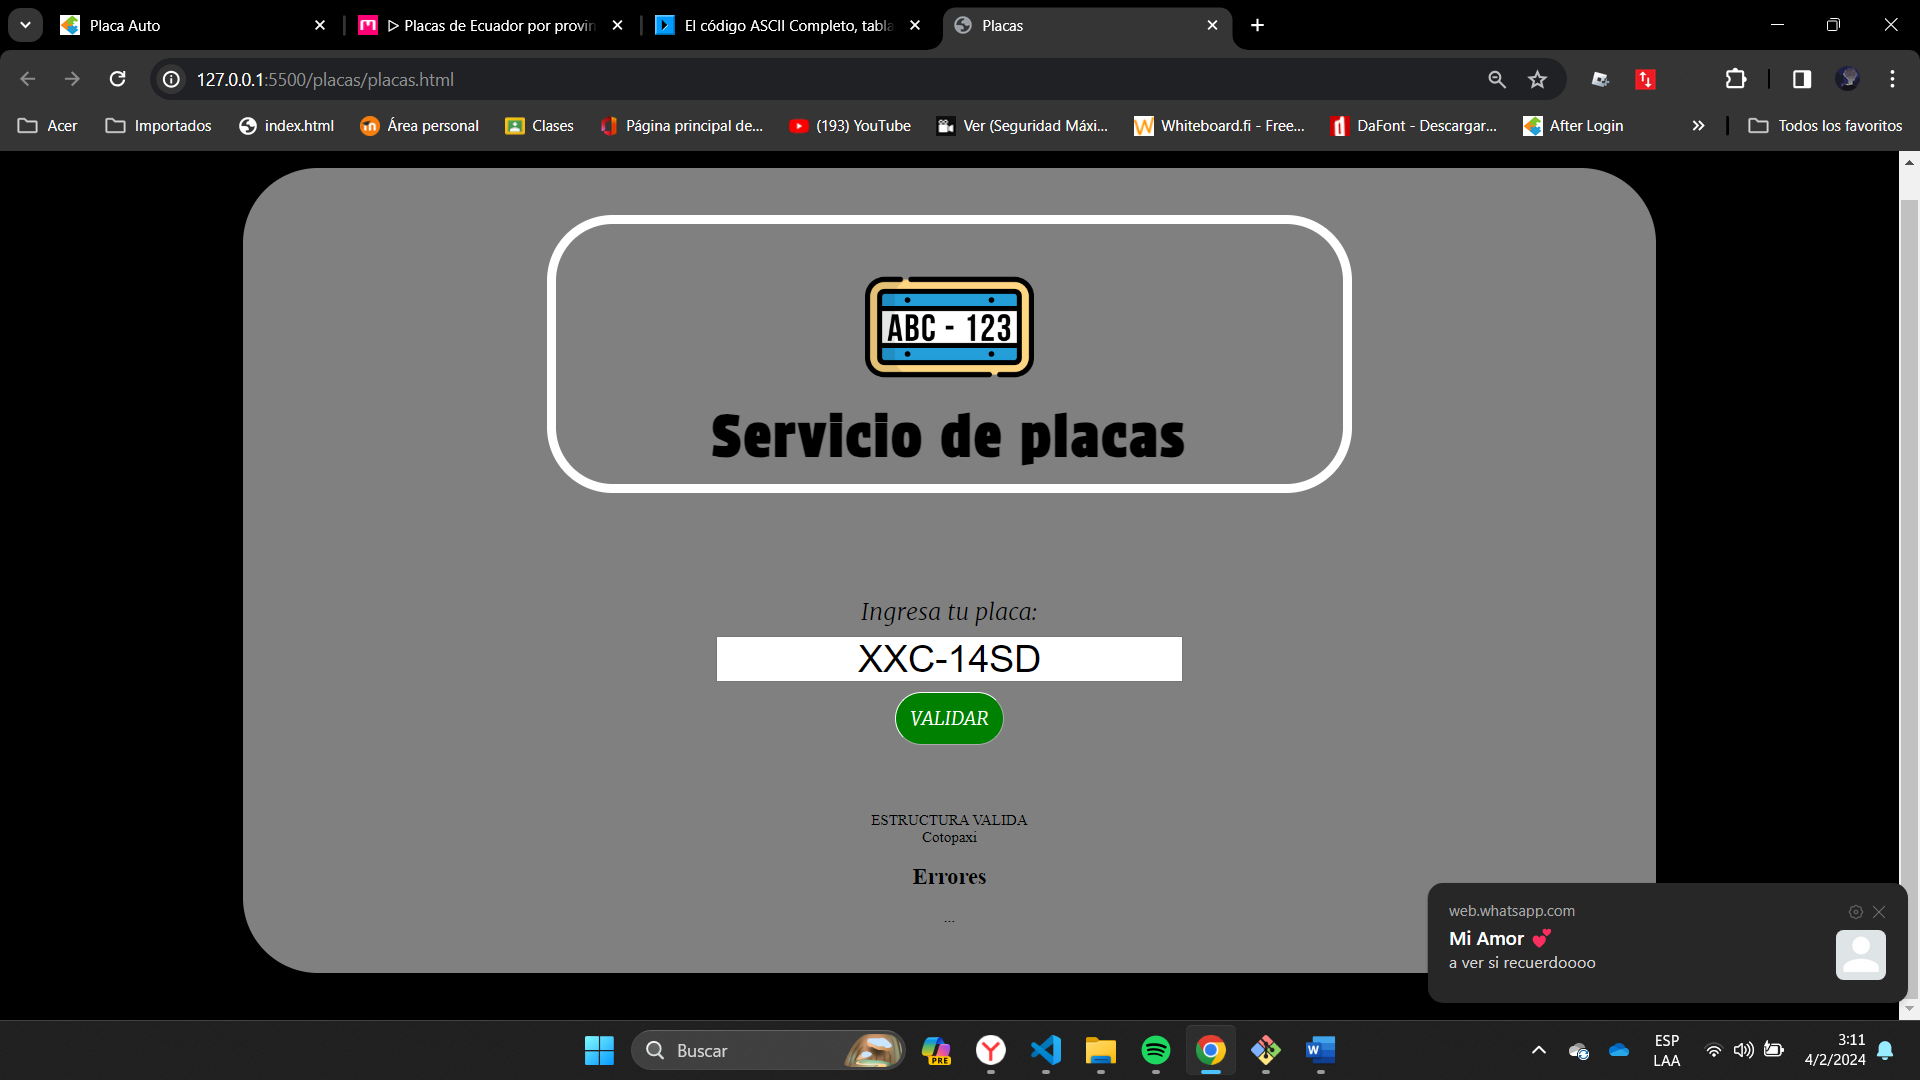 Placa Auto
ᐅ Placas de Ecuador por provin
El código ASCII Completo, tabla
Placas
127.0.0.1:5500/placas/placas.html
Acer
Importados
index.html
Área personal
Clases
Página principal de...
(193) YouTube
Ver (Seguridad Máxi...
Whiteboard.fi - Free...
DaFont - Descargar...
After Login
»
Todos los favoritos
ABC - 123
Servicio de placas
Ingresa tu placa:
XXC-14SD
VALIDAR
ESTRUCTURA VALIDA
Cotopaxi
Errores
...
web.whatsapp.com
Mi Amor 💕
a ver si recuerdoooo
Buscar
PRE
ESP
LAA
3:11
4/2/2024